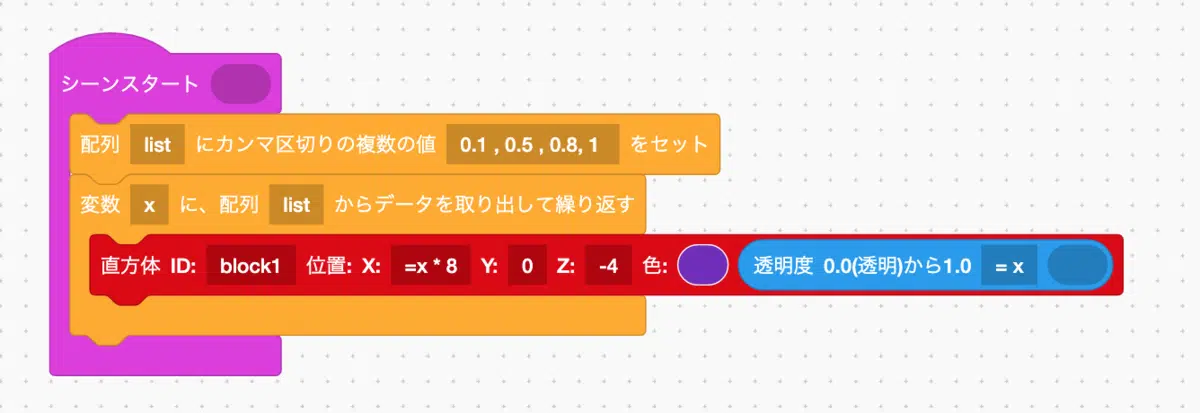 シーンスタート
配列 list にカンマ区切りの複数の値 0.1 , 0.5 , 0.8, 1 をセット
変数 x に、配列 list からデータを取り出して繰り返す
直方体 ID: block1 位置: X: =x * 8 Y: 0 Z: -4 色: 透明度 0.0(透明)から1.0 = x